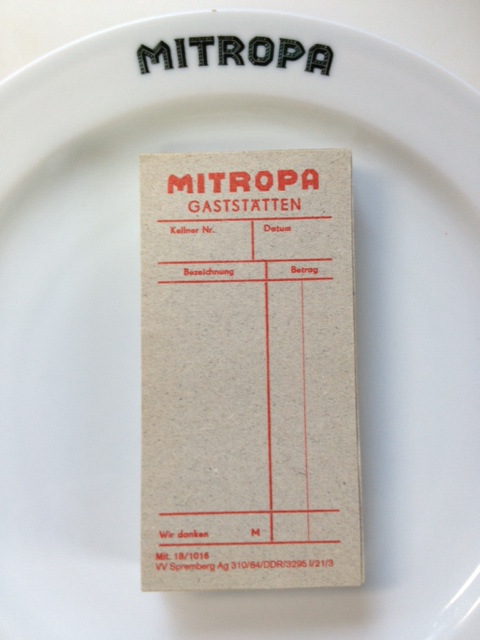 MITROPA
MITROPA
GASTSTÄTTEN
Kellner Nr. Datum
Bezeichnung Betrag
Wir danken M
Mit. 18/1016
VV Spremberg Ag 310/84/DDR/3295 I/21/3